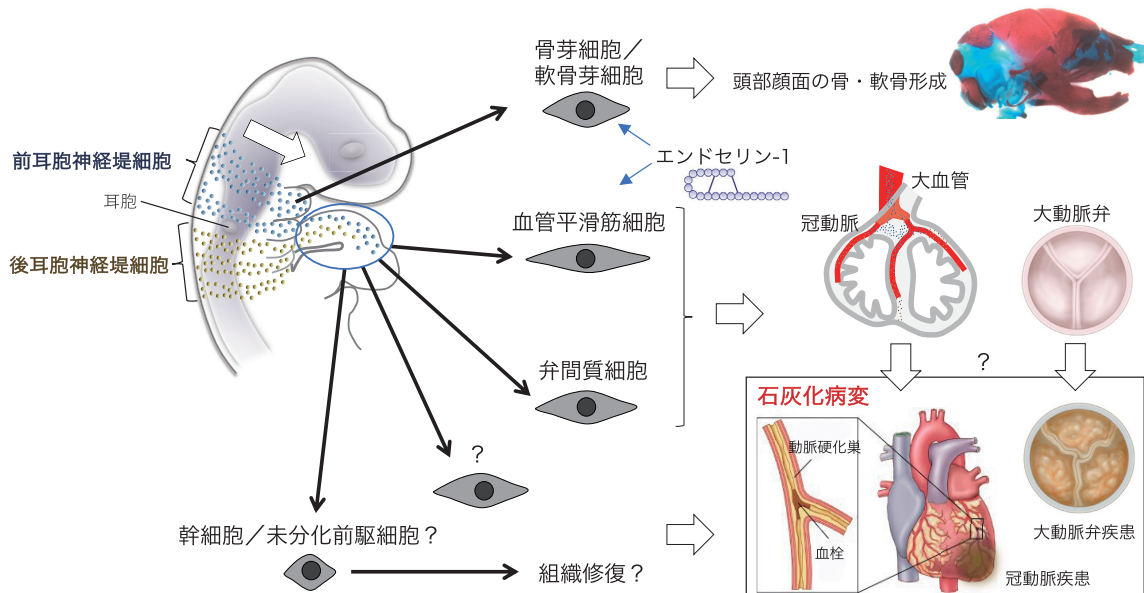 骨芽細胞／
軟骨芽細胞
頭部顔面の骨・軟骨形成
前耳胞神経堤細胞
エンドセリン-1
耳胞
大血管
血管平滑筋細胞
冠動脈
大動脈弁
後耳胞神経堤細胞
?
弁間質細胞
石灰化病変
動脈硬化巣
?
血栓
大動脈弁疾患
幹細胞／未分化前駆細胞？
組織修復？
冠動脈疾患